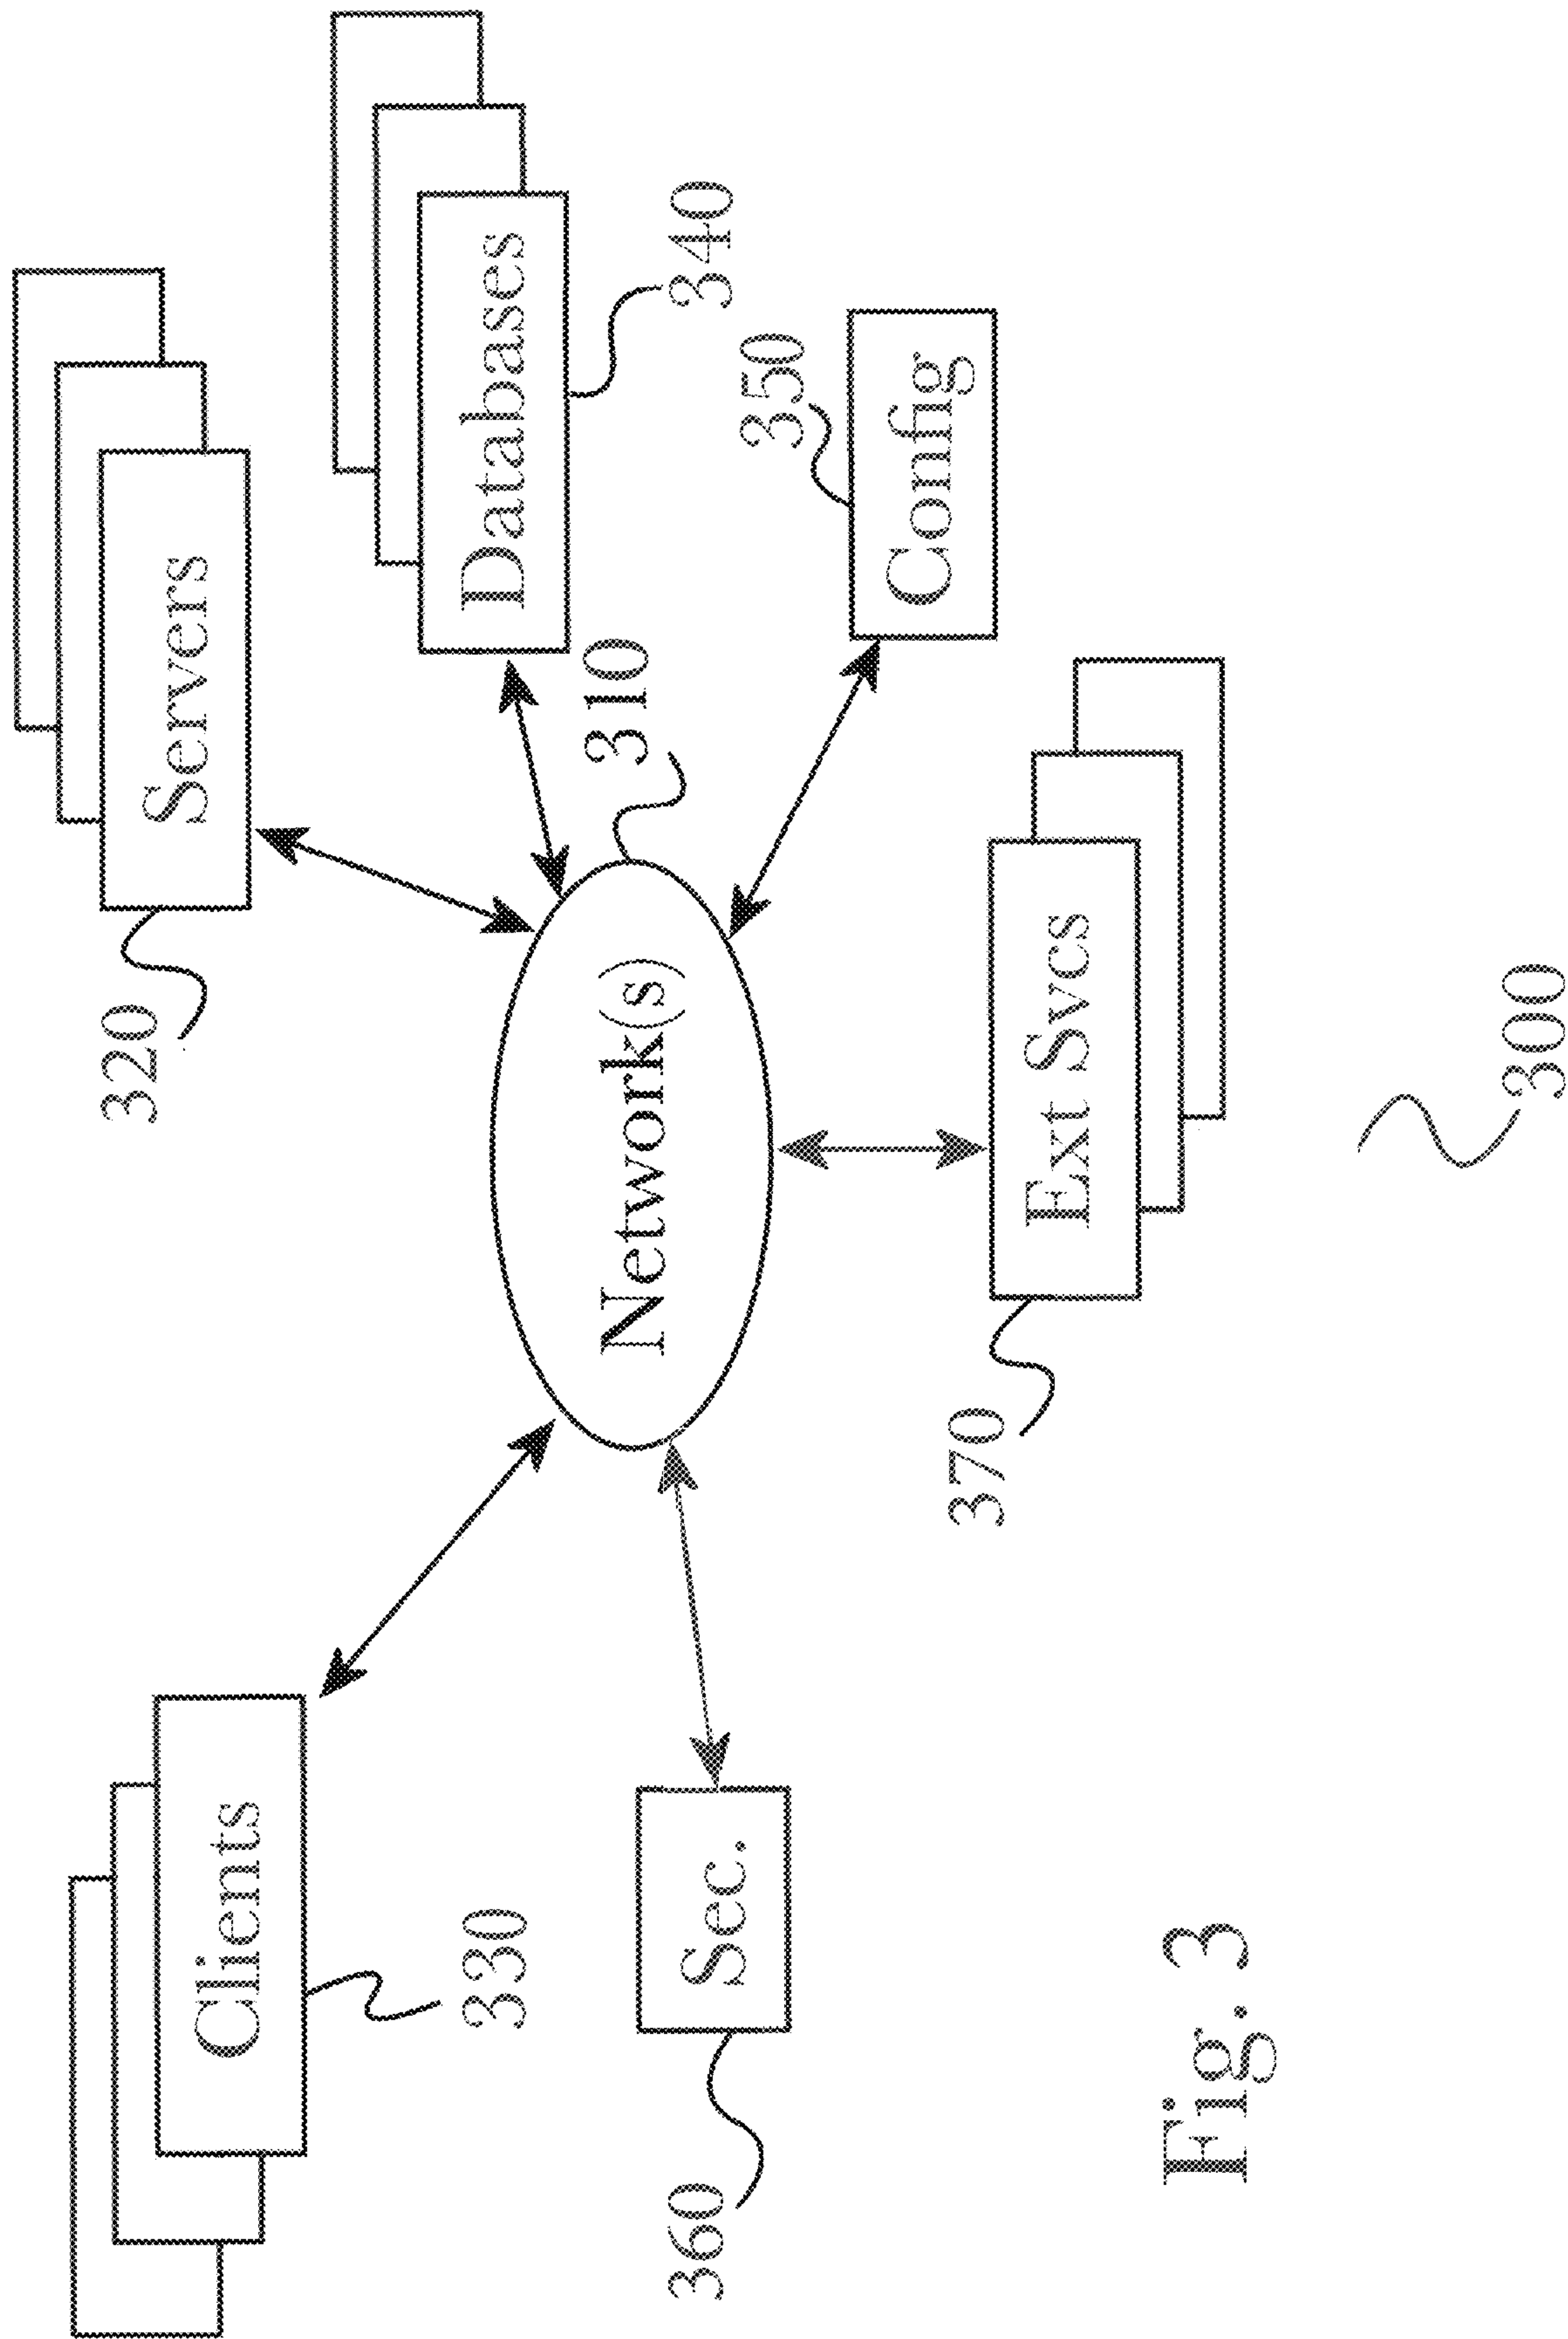 320
Servers
Clients
330
Databases
340
310
Network(s)
360
Sec.
350
Config
370
Ext Svcs
Fig. 3
300